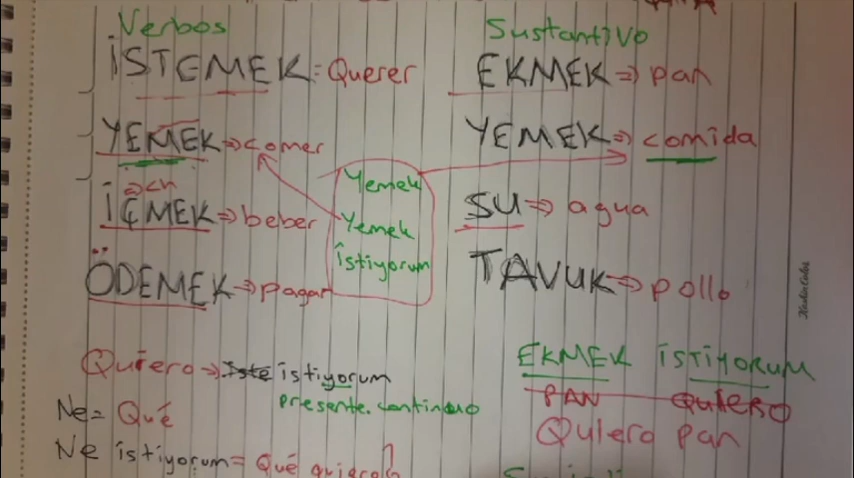 Verbos
İSTEMEK = Querer
YEMEK => comer
=> ch
İÇMEK => beber
ÖDEMEK => pagar
Yemek
Yemek
İstiyorum
Sustantivo
EKMEK => pan
YEMEK => comida
SU => agua
TAVUK => pollo
Quiero => iste istiyorum
presente continuo
Ne = Qué
Ne istiyorum = Qué quiero?
EKMEK İSTİYORUM
PAN QUIERO
Quiero pan